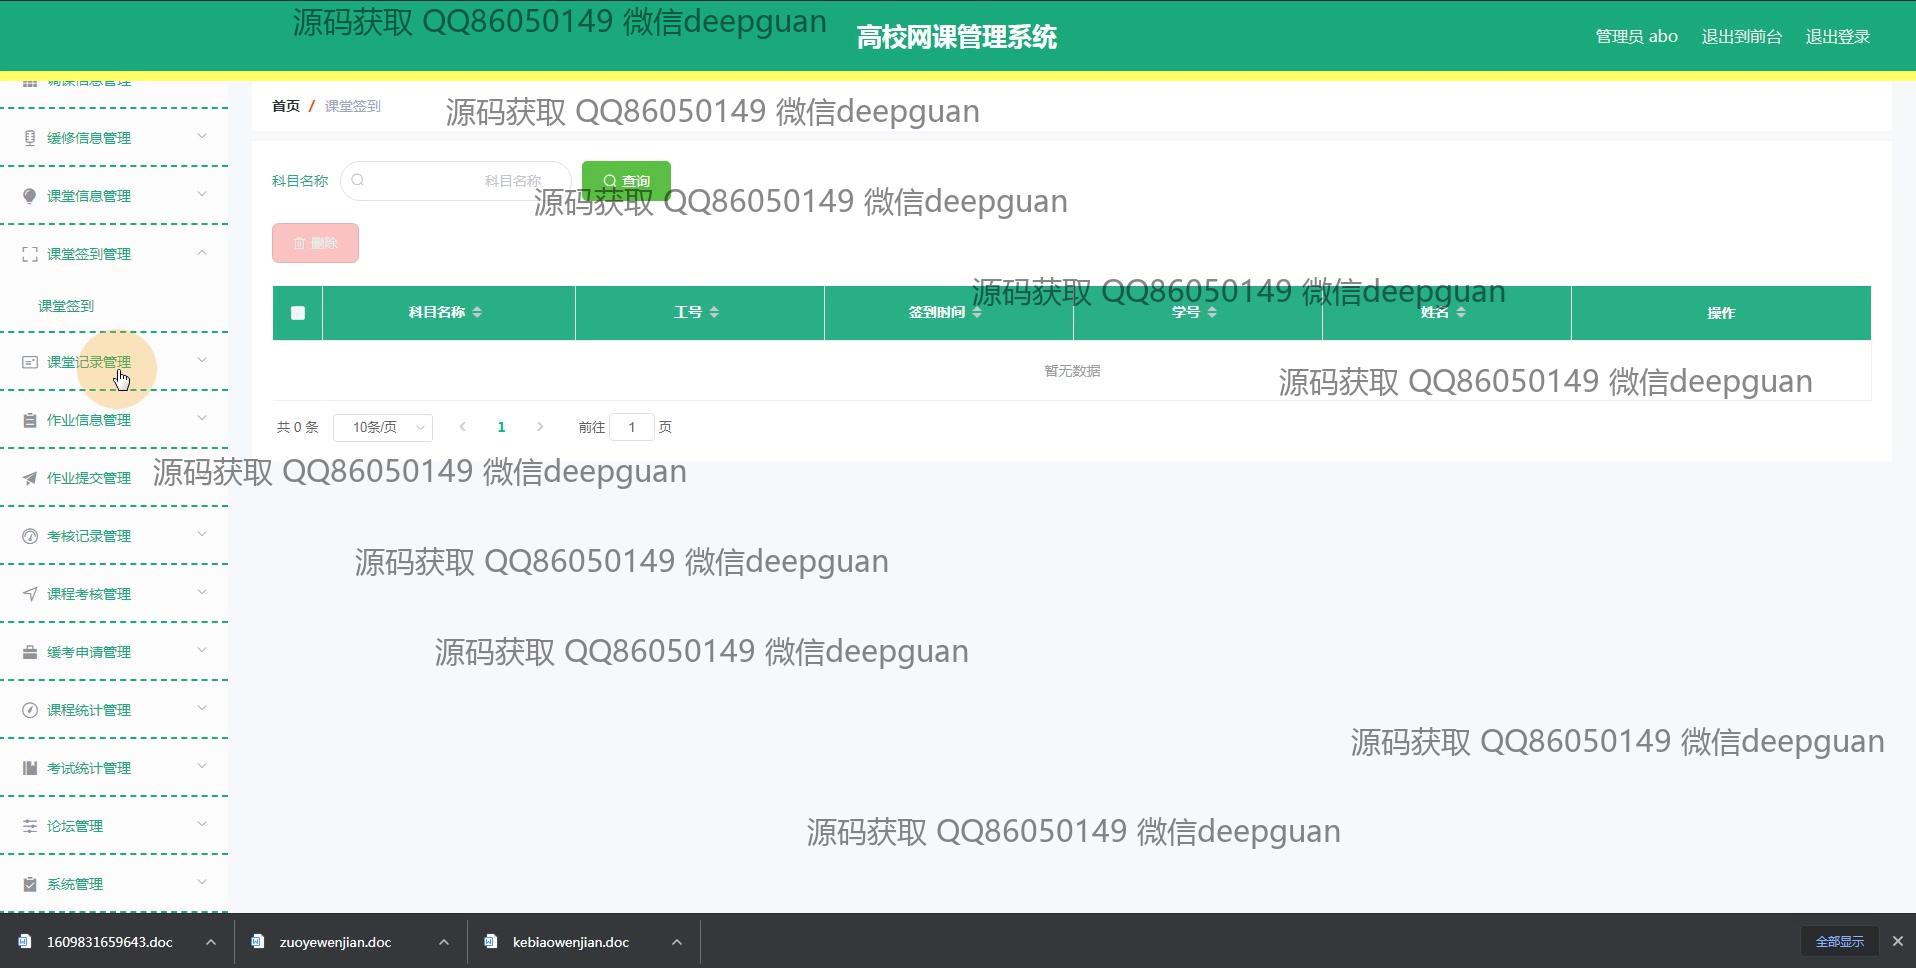 源码获取 QQ86050149 微信deepguan
高校网课管理系统
管理员 abo 退出到前台 退出登录
调课信息管理
首页 / 课堂签到
源码获取 QQ86050149 微信deepguan
缓修信息管理
科目名称 科目名称 查询
课堂信息管理
源码获取 QQ86050149 微信deepguan
删除
课堂签到管理
源码获取 QQ86050149 微信deepguan
课堂签到
科目名称 工号 签到时间 学号 姓名 操作
课堂记录管理
暂无数据
源码获取 QQ86050149 微信deepguan
作业信息管理
共 0 条 10条/页 1 前往 1 页
作业提交管理
源码获取 QQ86050149 微信deepguan
考核记录管理
源码获取 QQ86050149 微信deepguan
课程考核管理
缓考申请管理
源码获取 QQ86050149 微信deepguan
课程统计管理
源码获取 QQ86050149 微信deepguan
考试统计管理
论坛管理
源码获取 QQ86050149 微信deepguan
系统管理
1609831659643.doc zuoyewenjian.doc kebiaowenjian.doc 全部显示